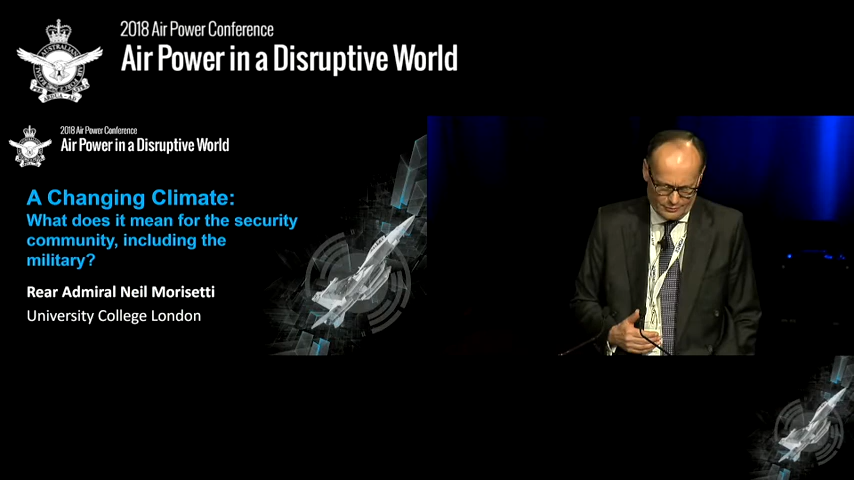 2018 Air Power Conference
Air Power in a Disruptive World
2018 Air Power Conference
Air Power in a Disruptive World
A Changing Climate:
What does it mean for the security
community, including the
military?
Rear Admiral Neil Morisetti
University College London